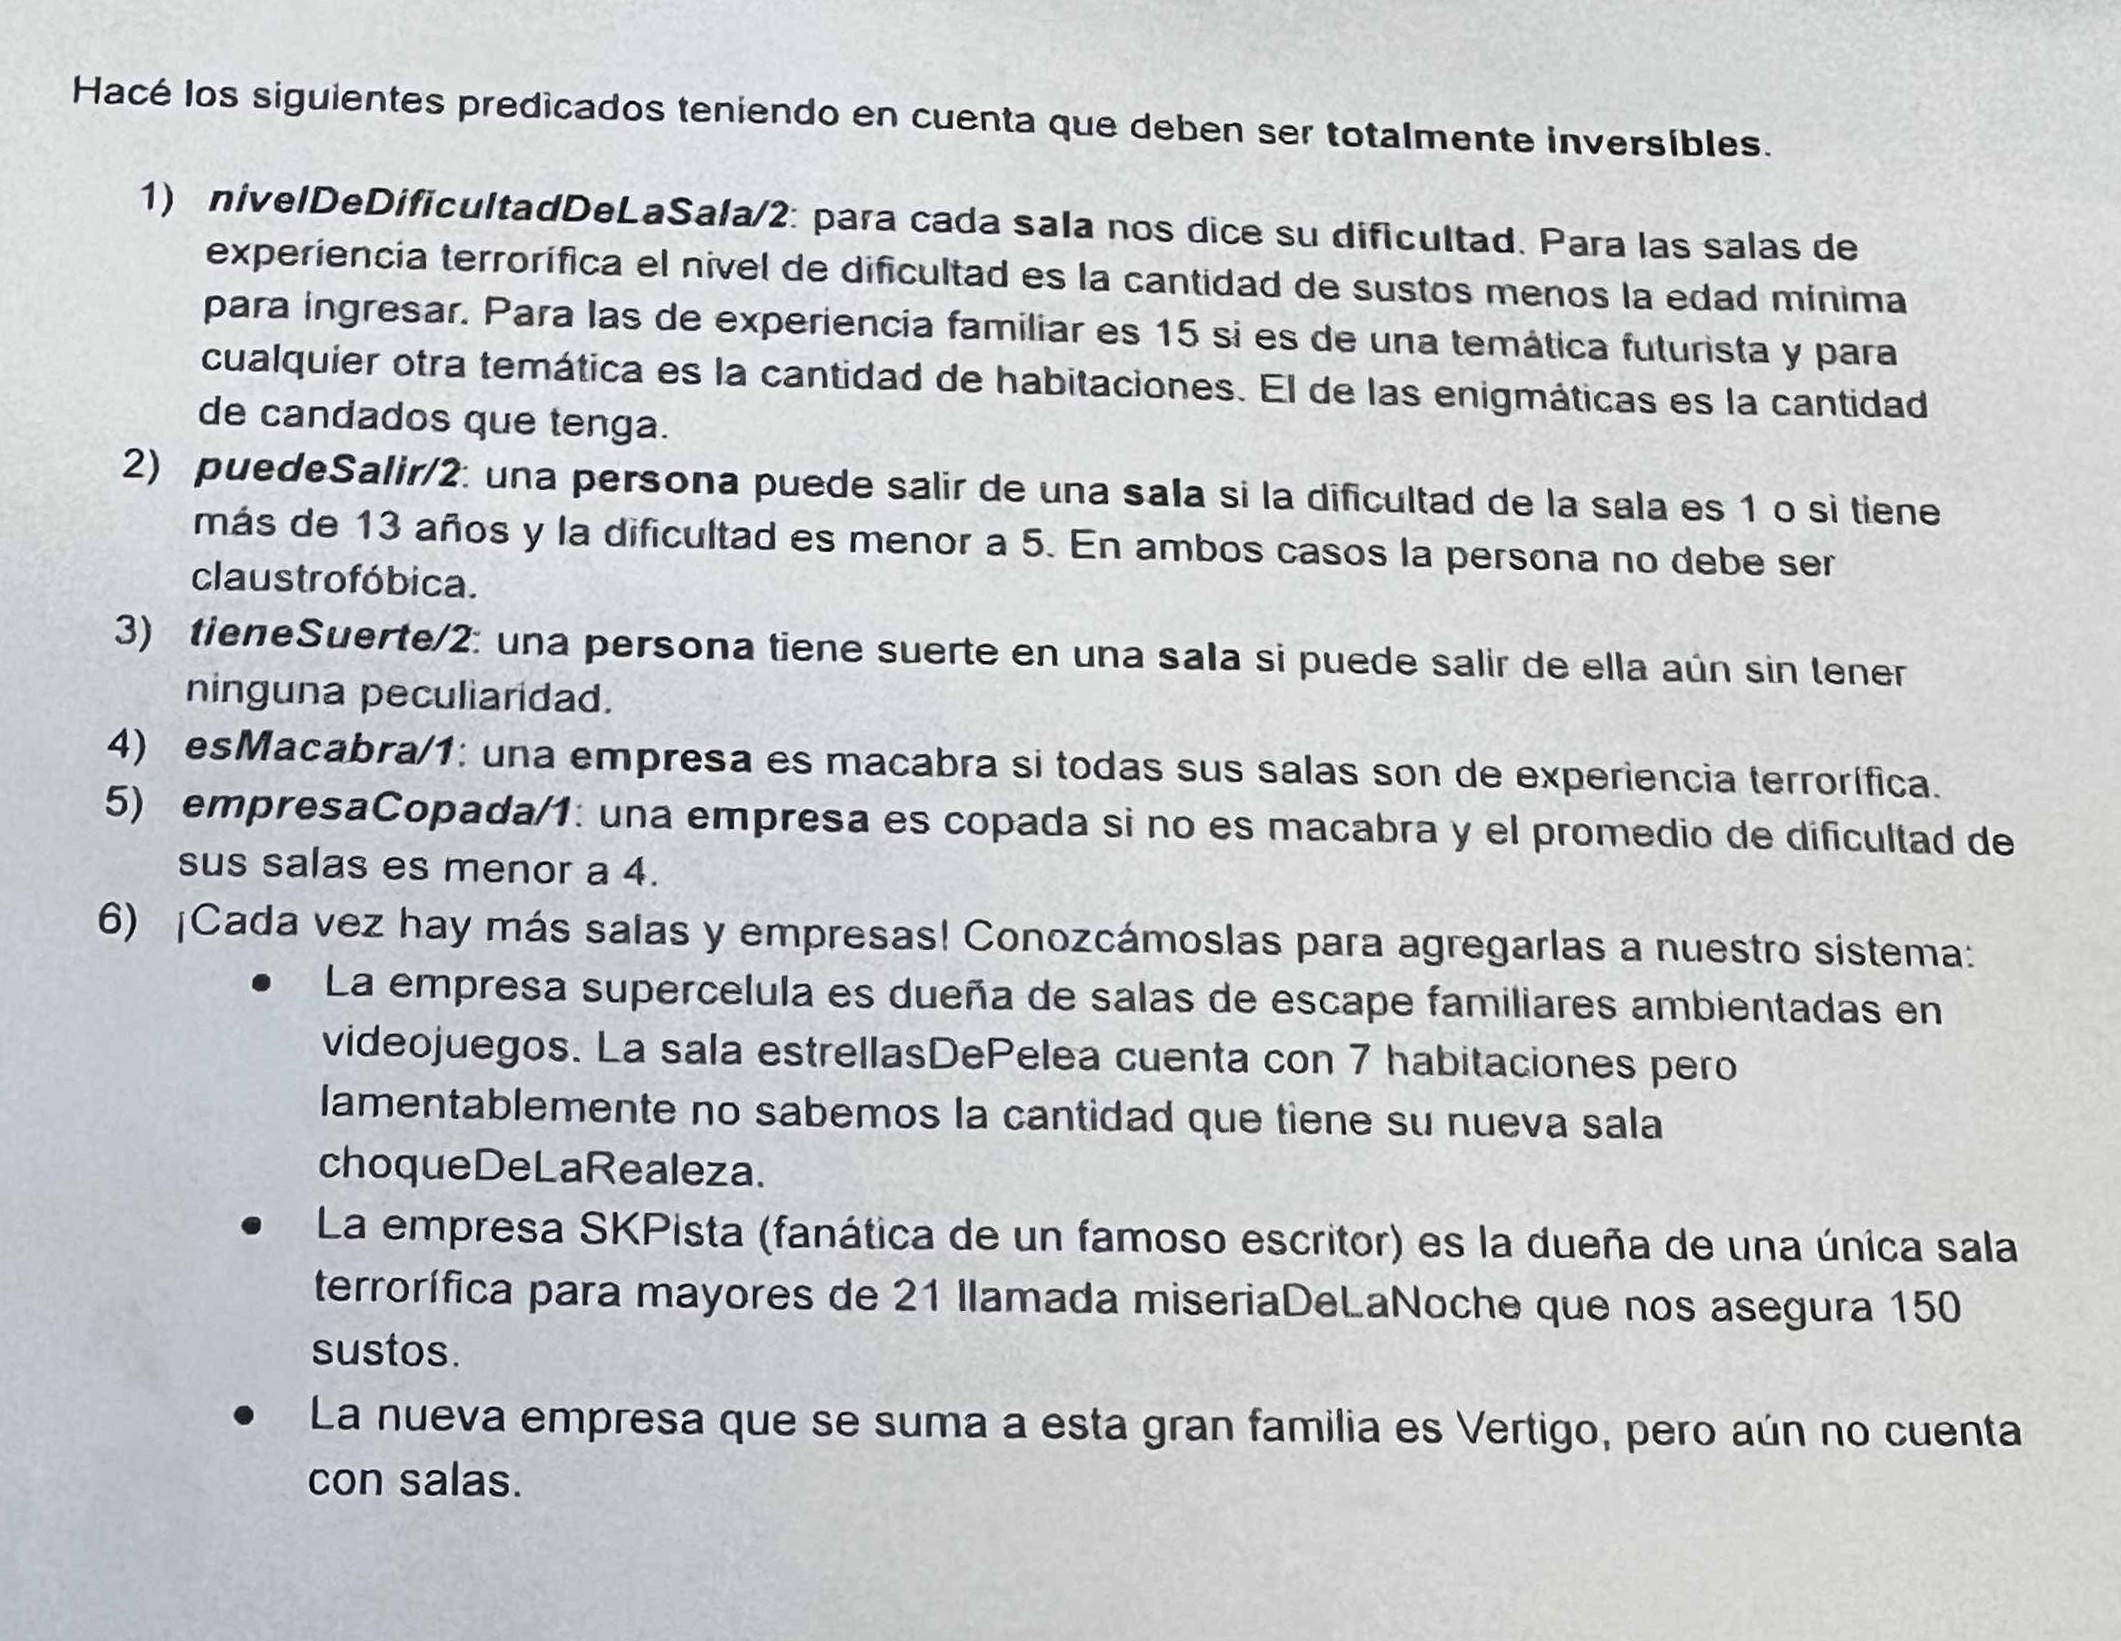 Hacé los siguientes predicados teniendo en cuenta que deben ser totalmente inversibles.
1) nivelDeDificultadDeLaSala/2: para cada sala nos dice su dificultad. Para las salas de
experiencia terrorífica el nivel de dificultad es la cantidad de sustos menos la edad mínima
para ingresar. Para las de experiencia familiar es 15 si es de una temática futurista y para
cualquier otra temática es la cantidad de habitaciones. El de las enigmáticas es la cantidad
de candados que tenga.
2) puedeSalir/2: una persona puede salir de una sala si la dificultad de la sala es 1 o si tiene
más de 13 años y la dificultad es menor a 5. En ambos casos la persona no debe ser
claustrofóbica.
3) tieneSuerte/2: una persona tiene suerte en una sala si puede salir de ella aún sin tener
ninguna peculiaridad.
4) esMacabra/1: una empresa es macabra si todas sus salas son de experiencia terrorífica.
5) empresaCopada/1: una empresa es copada si no es macabra y el promedio de dificultad de
sus salas es menor a 4.
6) ¡Cada vez hay más salas y empresas! Conozcámoslas para agregarlas a nuestro sistema:
● La empresa supercelula es dueña de salas de escape familiares ambientadas en
videojuegos. La sala estrellasDePelea cuenta con 7 habitaciones pero
lamentablemente no sabemos la cantidad que tiene su nueva sala
choqueDeLaRealeza.
● La empresa SKPista (fanática de un famoso escritor) es la dueña de una única sala
terrorífica para mayores de 21 llamada miseriaDeLaNoche que nos asegura 150
sustos.
● La nueva empresa que se suma a esta gran familia es Vertigo, pero aún no cuenta
con salas.